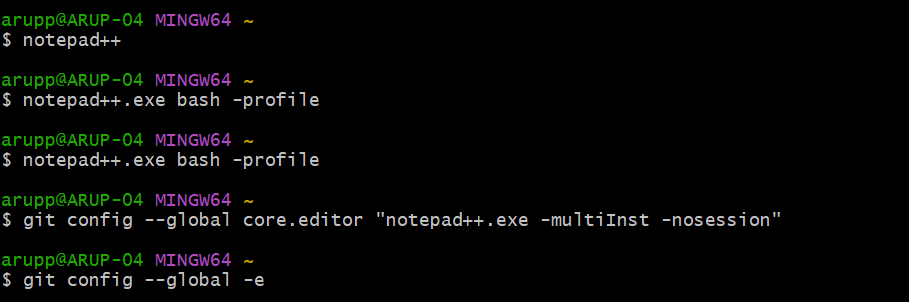 arupp@ARUP-04 MINGW64 ~
$ notepad++
arupp@ARUP-04 MINGW64 ~
$ notepad++.exe bash -profile
arupp@ARUP-04 MINGW64 ~
$ notepad++.exe bash -profile
arupp@ARUP-04 MINGW64 ~
$ git config --global core.editor "notepad++.exe -multiInst -nosession"
arupp@ARUP-04 MINGW64 ~
$ git config --global -e